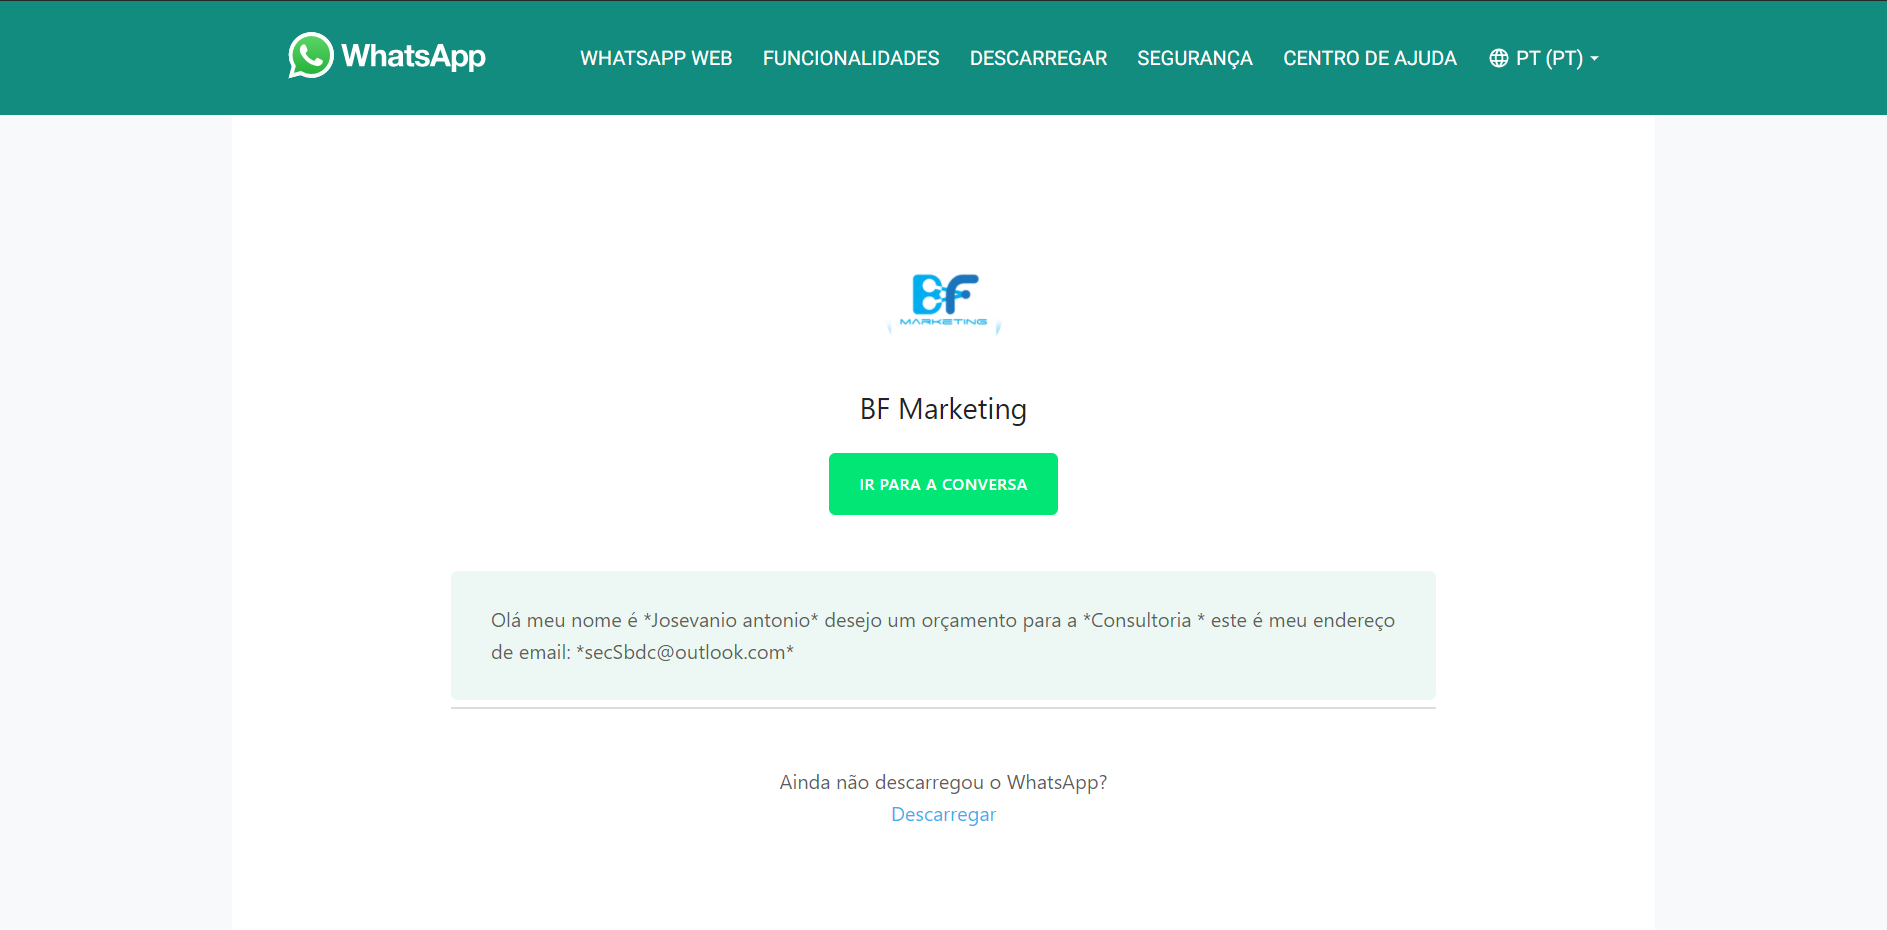 WhatsApp
WHATSAPP WEB FUNCIONALIDADES DESCARREGAR SEGURANÇA CENTRO DE AJUDA PT (PT)
BF
MARKETING
BF Marketing
IR PARA A CONVERSA
Olá meu nome é *Josevanio antonio* desejo um orçamento para a *Consultoria * este é meu endereço
de email: *secSbdc@outlook.com*
Ainda não descarregou o WhatsApp?
Descarregar